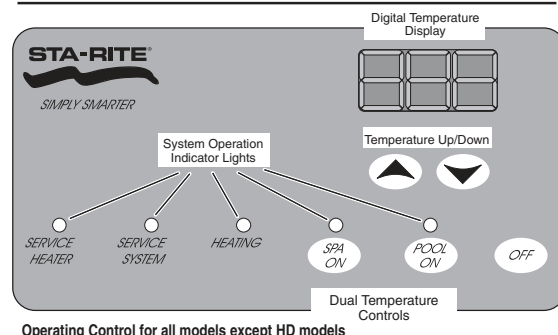 Digital Temperature
Display
STA-RITE®
SIMPLY SMARTER
Temperature Up/Down
System Operation
Indicator Lights
SERVICE
HEATER
SERVICE
SYSTEM
HEATING
SPA
ON
POOL
ON
OFF
Dual Temperature
Controls
Operating Control for all models except HD models